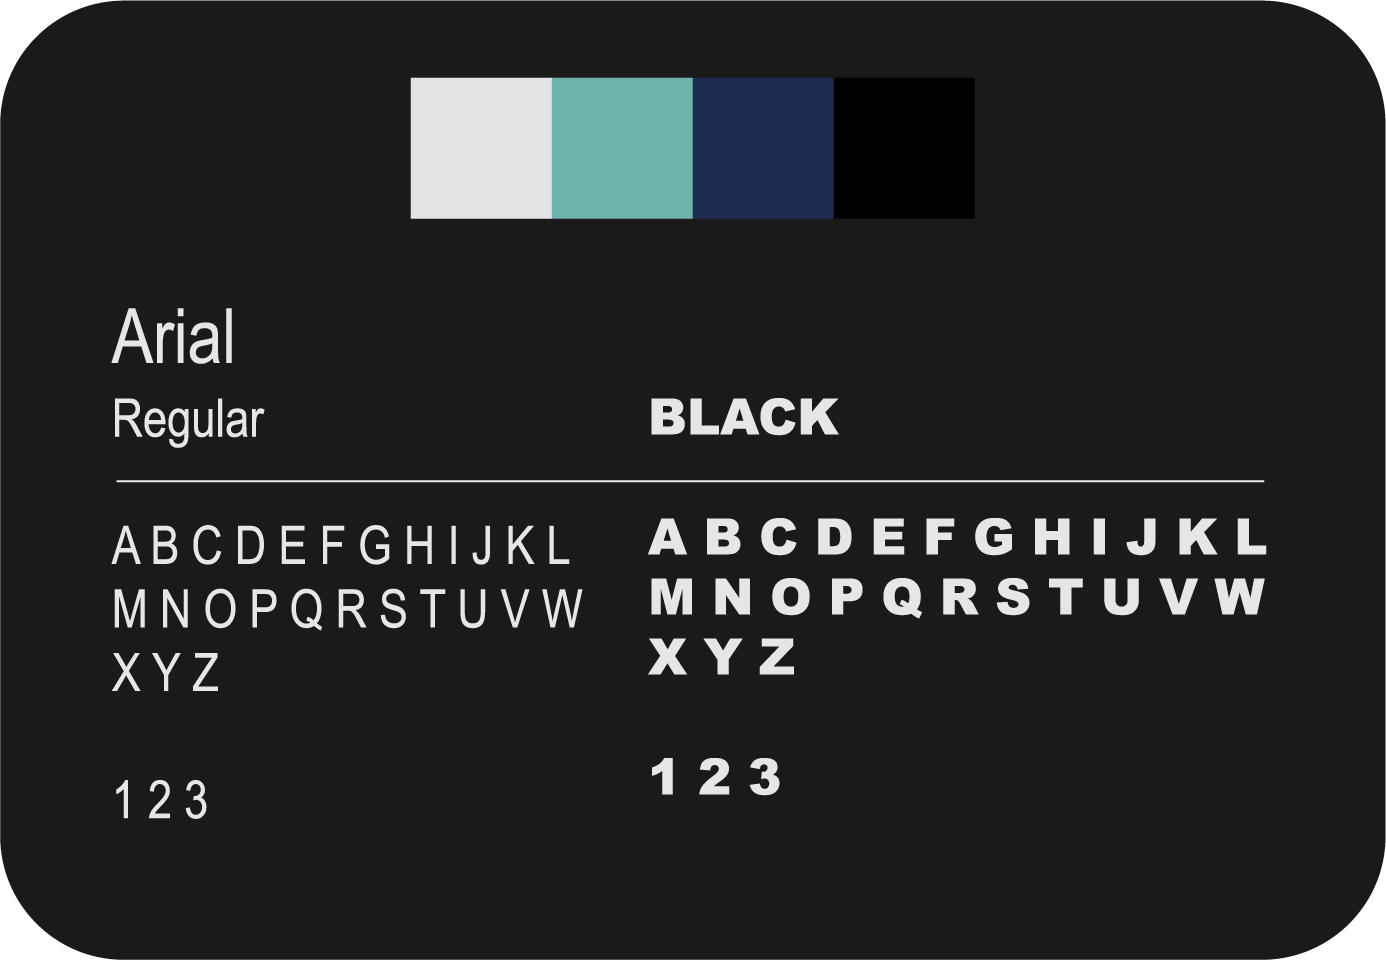 Arial
Regular
BLACK
A B C D E F G H I J K L
M N O P Q R S T U V W
X Y Z
1 2 3
A B C D E F G H I J K L
M N O P Q R S T U V W
X Y Z
1 2 3